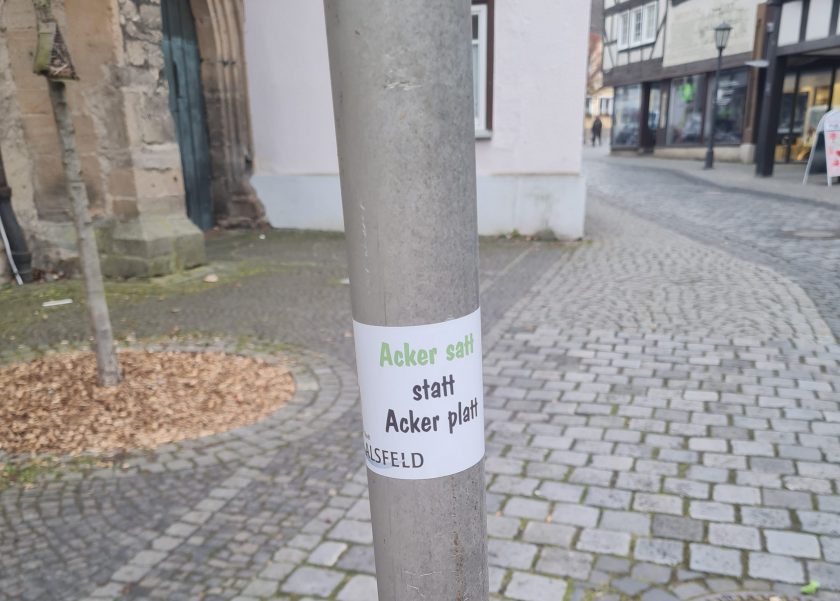 Acker satt
statt
Acker platt
ALSFELD